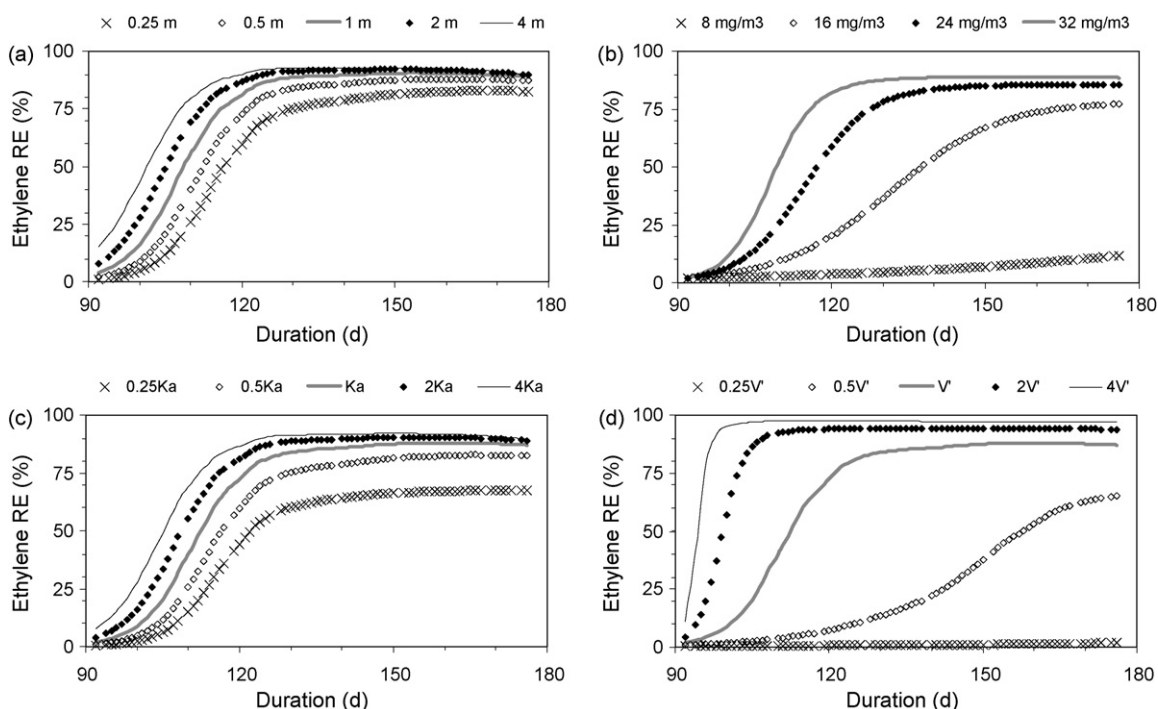 0.25 m 0.5 m 1 m 2 m 4 m
8 mg/m3 16 mg/m3 24 mg/m3 32 mg/m3
(a)
Ethylene RE (%)
100
75
50
25
0
90 120 150 180
Duration (d)
(b)
Ethylene RE (%)
100
75
50
25
0
90 120 150 180
Duration (d)
0.25Ka 0.5Ka Ka 2Ka 4Ka
0.25V' 0.5V' V' 2V' 4V'
(c)
Ethylene RE (%)
100
75
50
25
0
90 120 150 180
Duration (d)
(d)
Ethylene RE (%)
100
75
50
25
0
90 120 150 180
Duration (d)